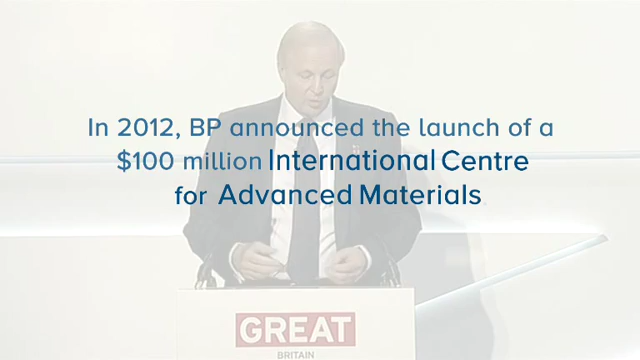 In 2012, BP announced the launch of a
$100 million International Centre
for Advanced Materials
GREAT
BRITAIN